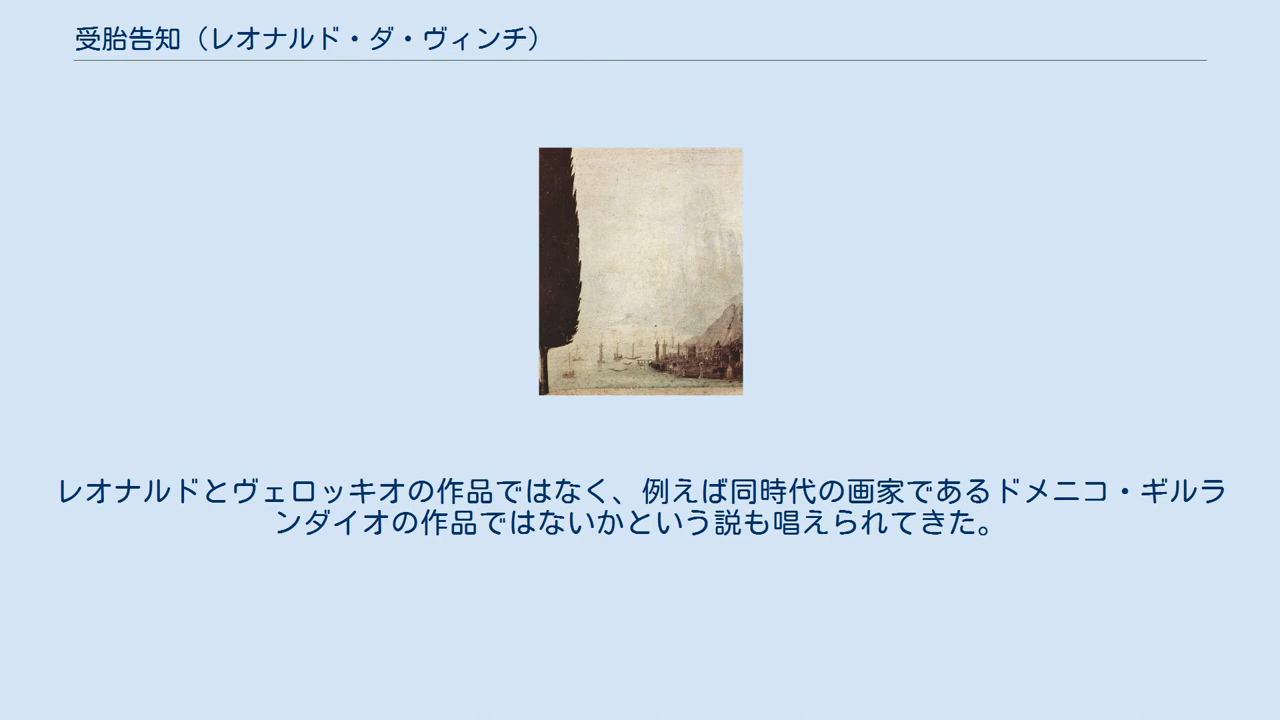 受胎告知（レオナルド・ダ・ヴィンチ）
レオナルドとヴェロッキオの作品ではなく、例えば同時代の画家であるドメニコ・ギルラ
ンダイオの作品ではないかという説も唱えられてきた。